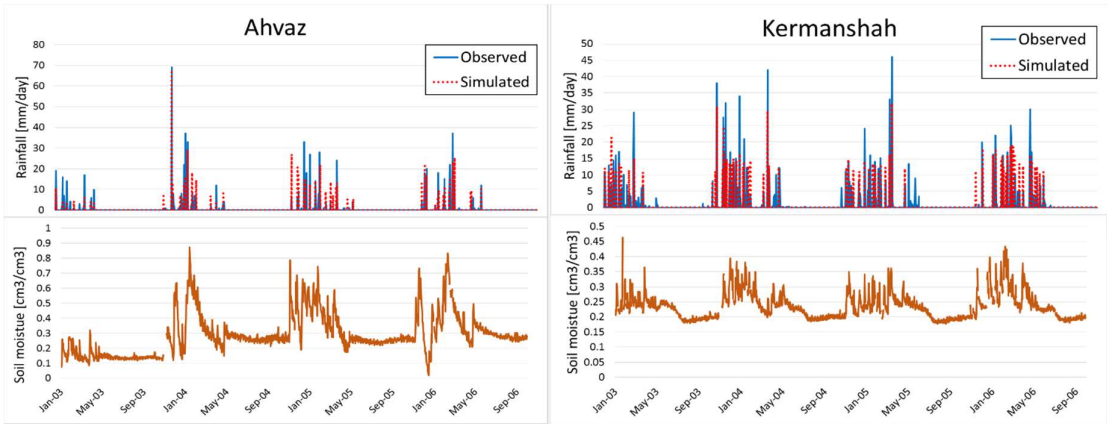 Ahvaz
Observed
Simulated
Rainfall [mm/day]
80
70
60
50
40
30
20
10
0
Soil moistue [cm3/cm3]
1
0.9
0.8
0.7
0.6
0.5
0.4
0.3
0.2
0.1
0
Jan-03
May-03
Sep-03
Jan-04
May-04
Sep-04
Jan-05
May-05
Sep-05
Jan-06
May-06
Sep-06
Kermanshah
Observed
Simulated
Rainfall [mm/day]
50
45
40
35
30
25
20
15
10
5
0
Soil moistue [cm3/cm3]
0.5
0.45
0.4
0.35
0.3
0.25
0.2
0.15
0.1
0.05
0
Jan-03
May-03
Sep-03
Jan-04
May-04
Sep-04
Jan-05
May-05
Sep-05
Jan-06
May-06
Sep-06